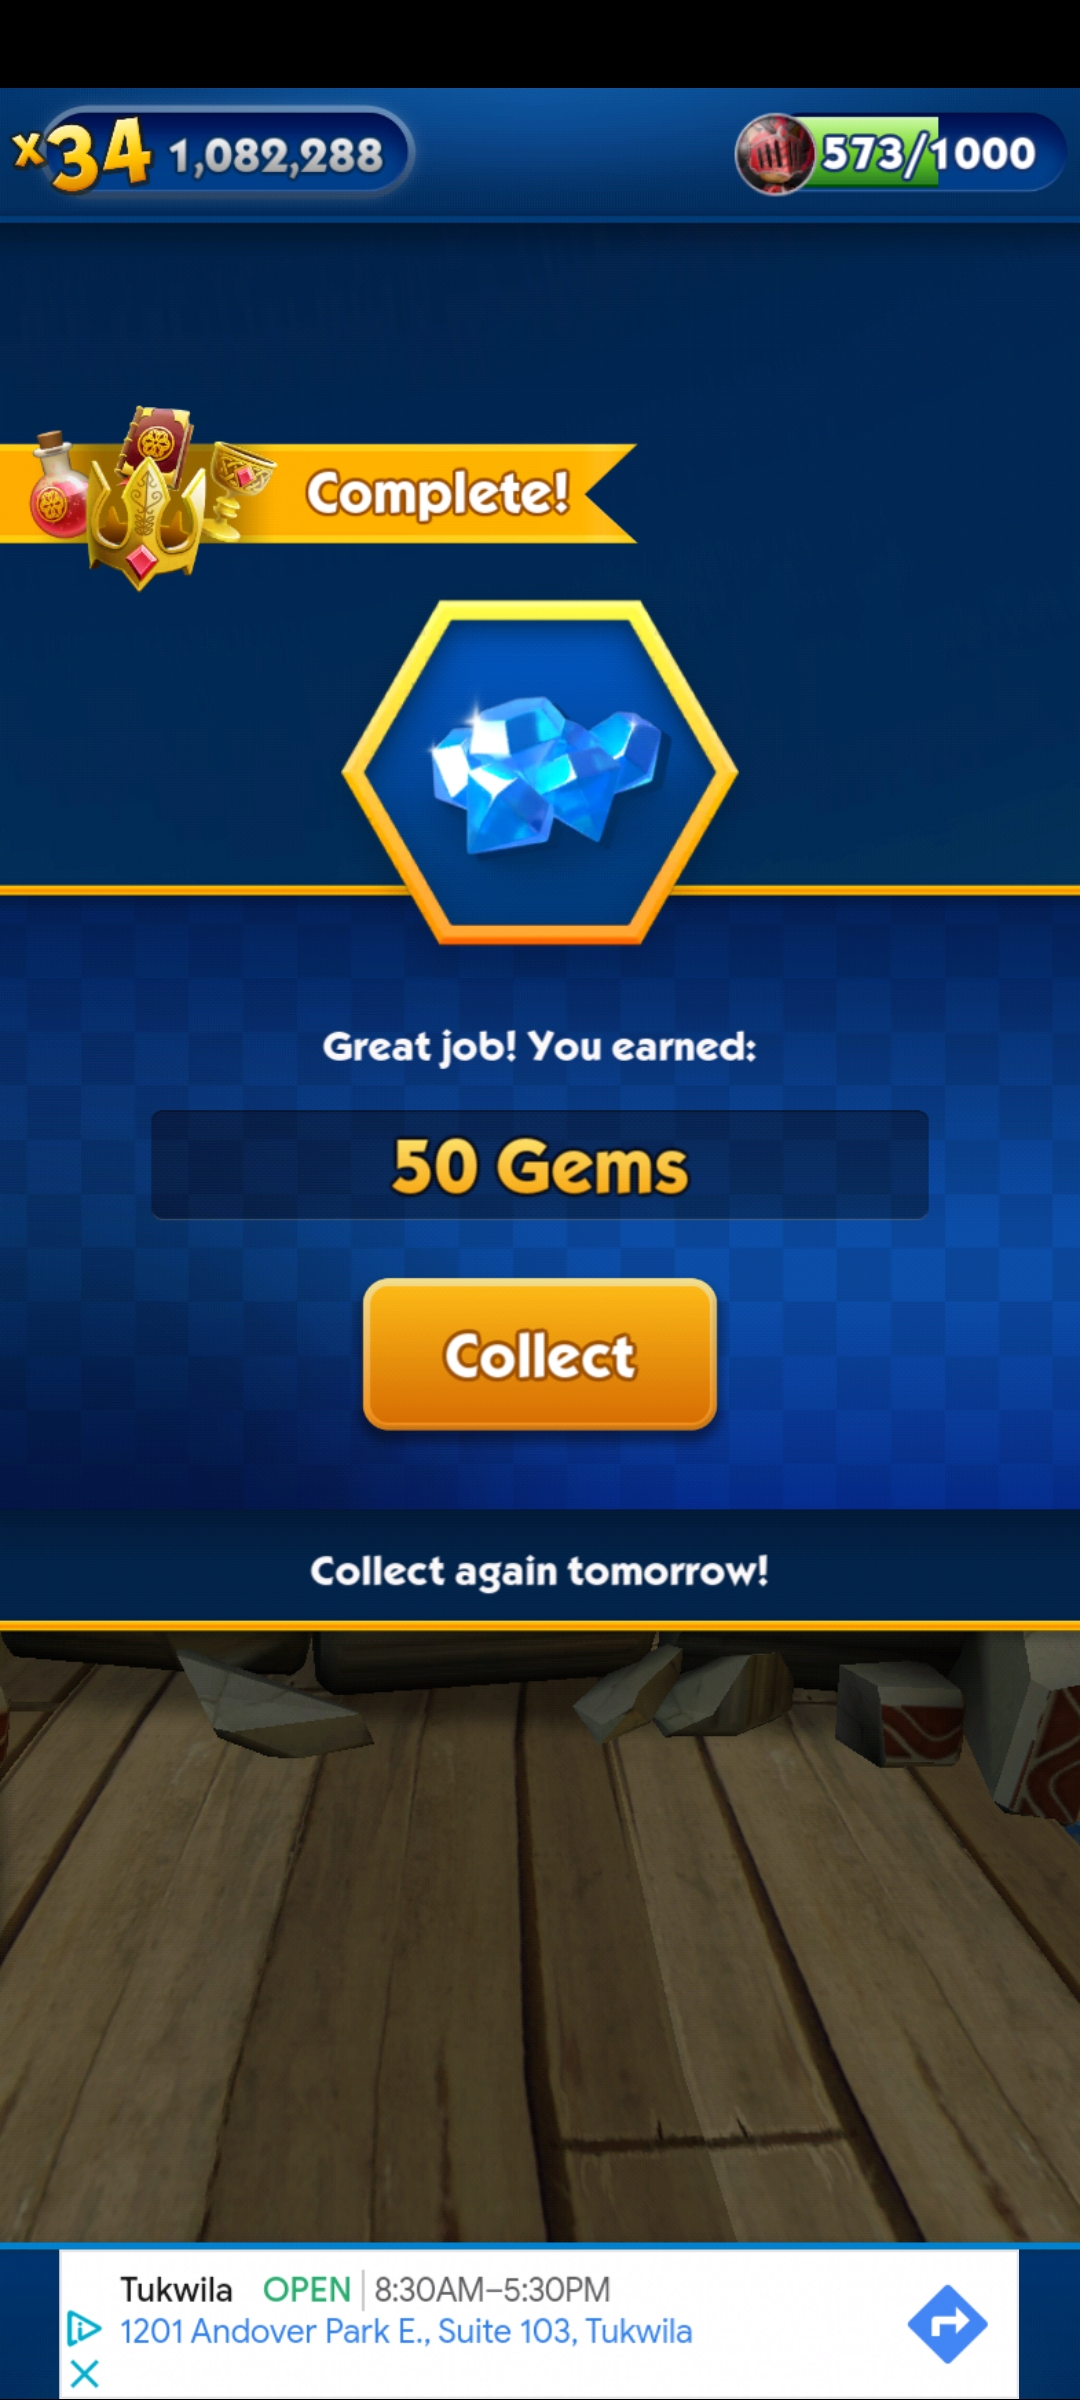 x34 1,082,288
573/1000
Complete!
Great job! You earned:
50 Gems
Collect
Collect again tomorrow!
Tukwila OPEN 8:30AM–5:30PM
1201 Andover Park E., Suite 103, Tukwila